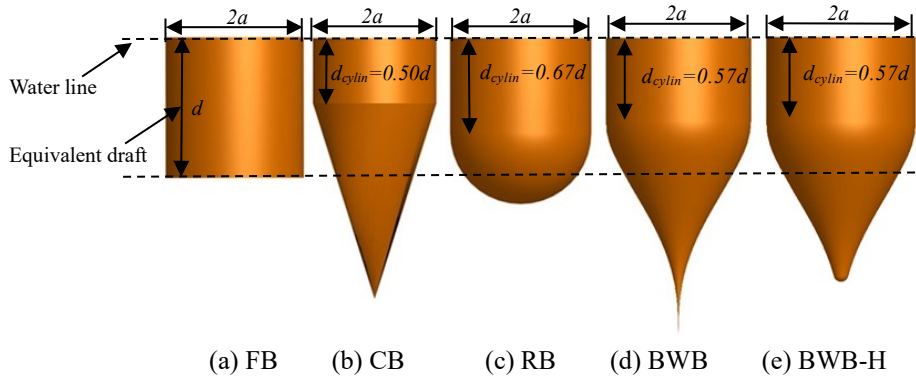 2a 2a 2a 2a 2a
Water line
d
Equivalent draft
d_cylin=0.50d d_cylin=0.67d d_cylin=0.57d d_cylin=0.57d
(a) FB (b) CB (c) RB (d) BWB (e) BWB-H